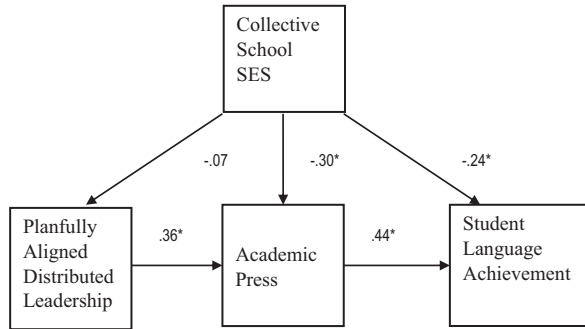 Collective
School
SES
-.07
-.30*
-.24*
Planfully
Aligned
Distributed
Leadership
.36*
Academic
Press
.44*
Student
Language
Achievement